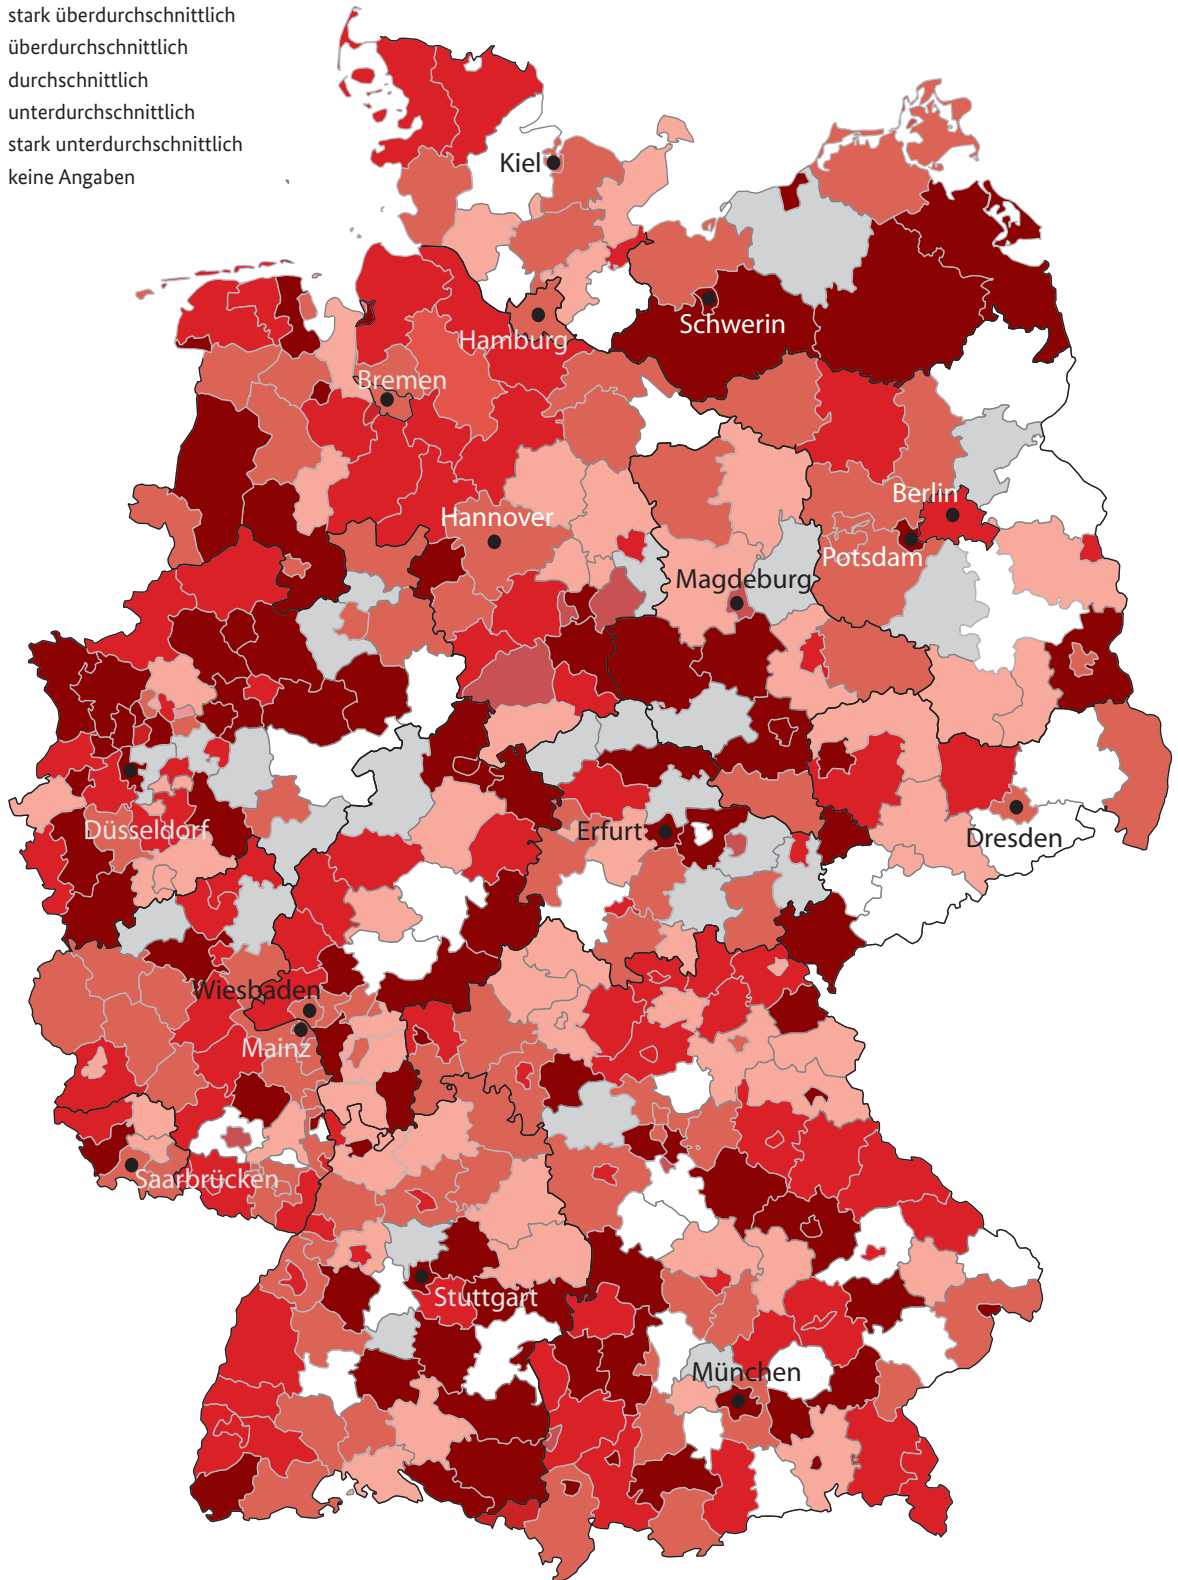 stark überdurchschnittlich
überdurchschnittlich
durchschnittlich
unterdurchschnittlich
stark unterdurchschnittlich
keine Angaben
Kiel
Schwerin
Hamburg
Bremen
Berlin
Hannover
Potsdam
Magdeburg
Düsseldorf
Erfurt
Dresden
Wiesbaden
Mainz
Saarbrücken
Stuttgart
München